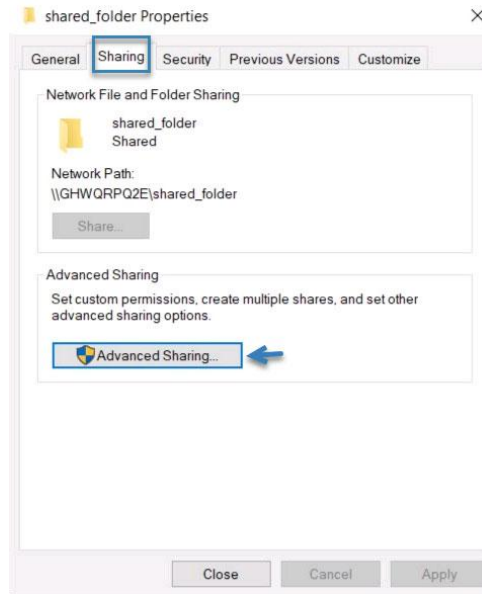 shared_folder Properties
General Sharing Security Previous Versions Customize
Network File and Folder Sharing
shared_folder
Shared
Network Path:
\\GHWQRPQ2E\shared_folder
Share...
Advanced Sharing
Set custom permissions, create multiple shares, and set other
advanced sharing options.
Advanced Sharing...
Close Cancel Apply